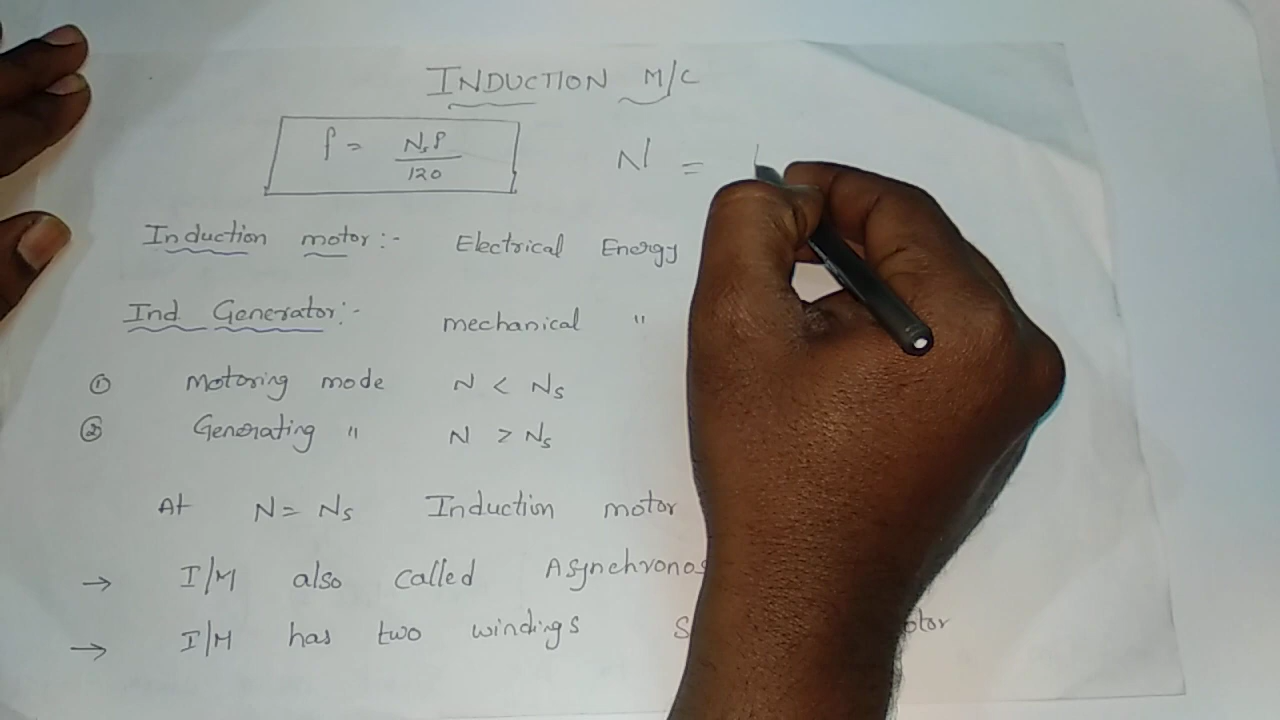 INDUCTION M/C
f = NsP / 120 N =
Induction motor :- Electrical Energy
Ind Generator :- mechanical "
① Motoring mode N < Ns
② Generating " N > Ns
At N = Ns Induction motor
→ I/M also called Asynchronos
→ I/M has two windings